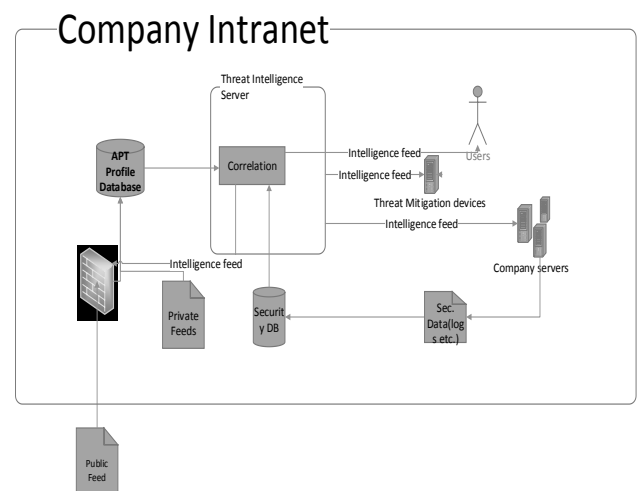 Company Intranet
Threat Intelligence
Server
APT
Profile
Database
Correlation
Intelligence feed
Users
Intelligence feed
Threat Mitigation devices
Intelligence feed
Company servers
Intelligence feed
Private
Feeds
Securit
y DB
Sec.
Data(log
s etc.)
Public
Feed